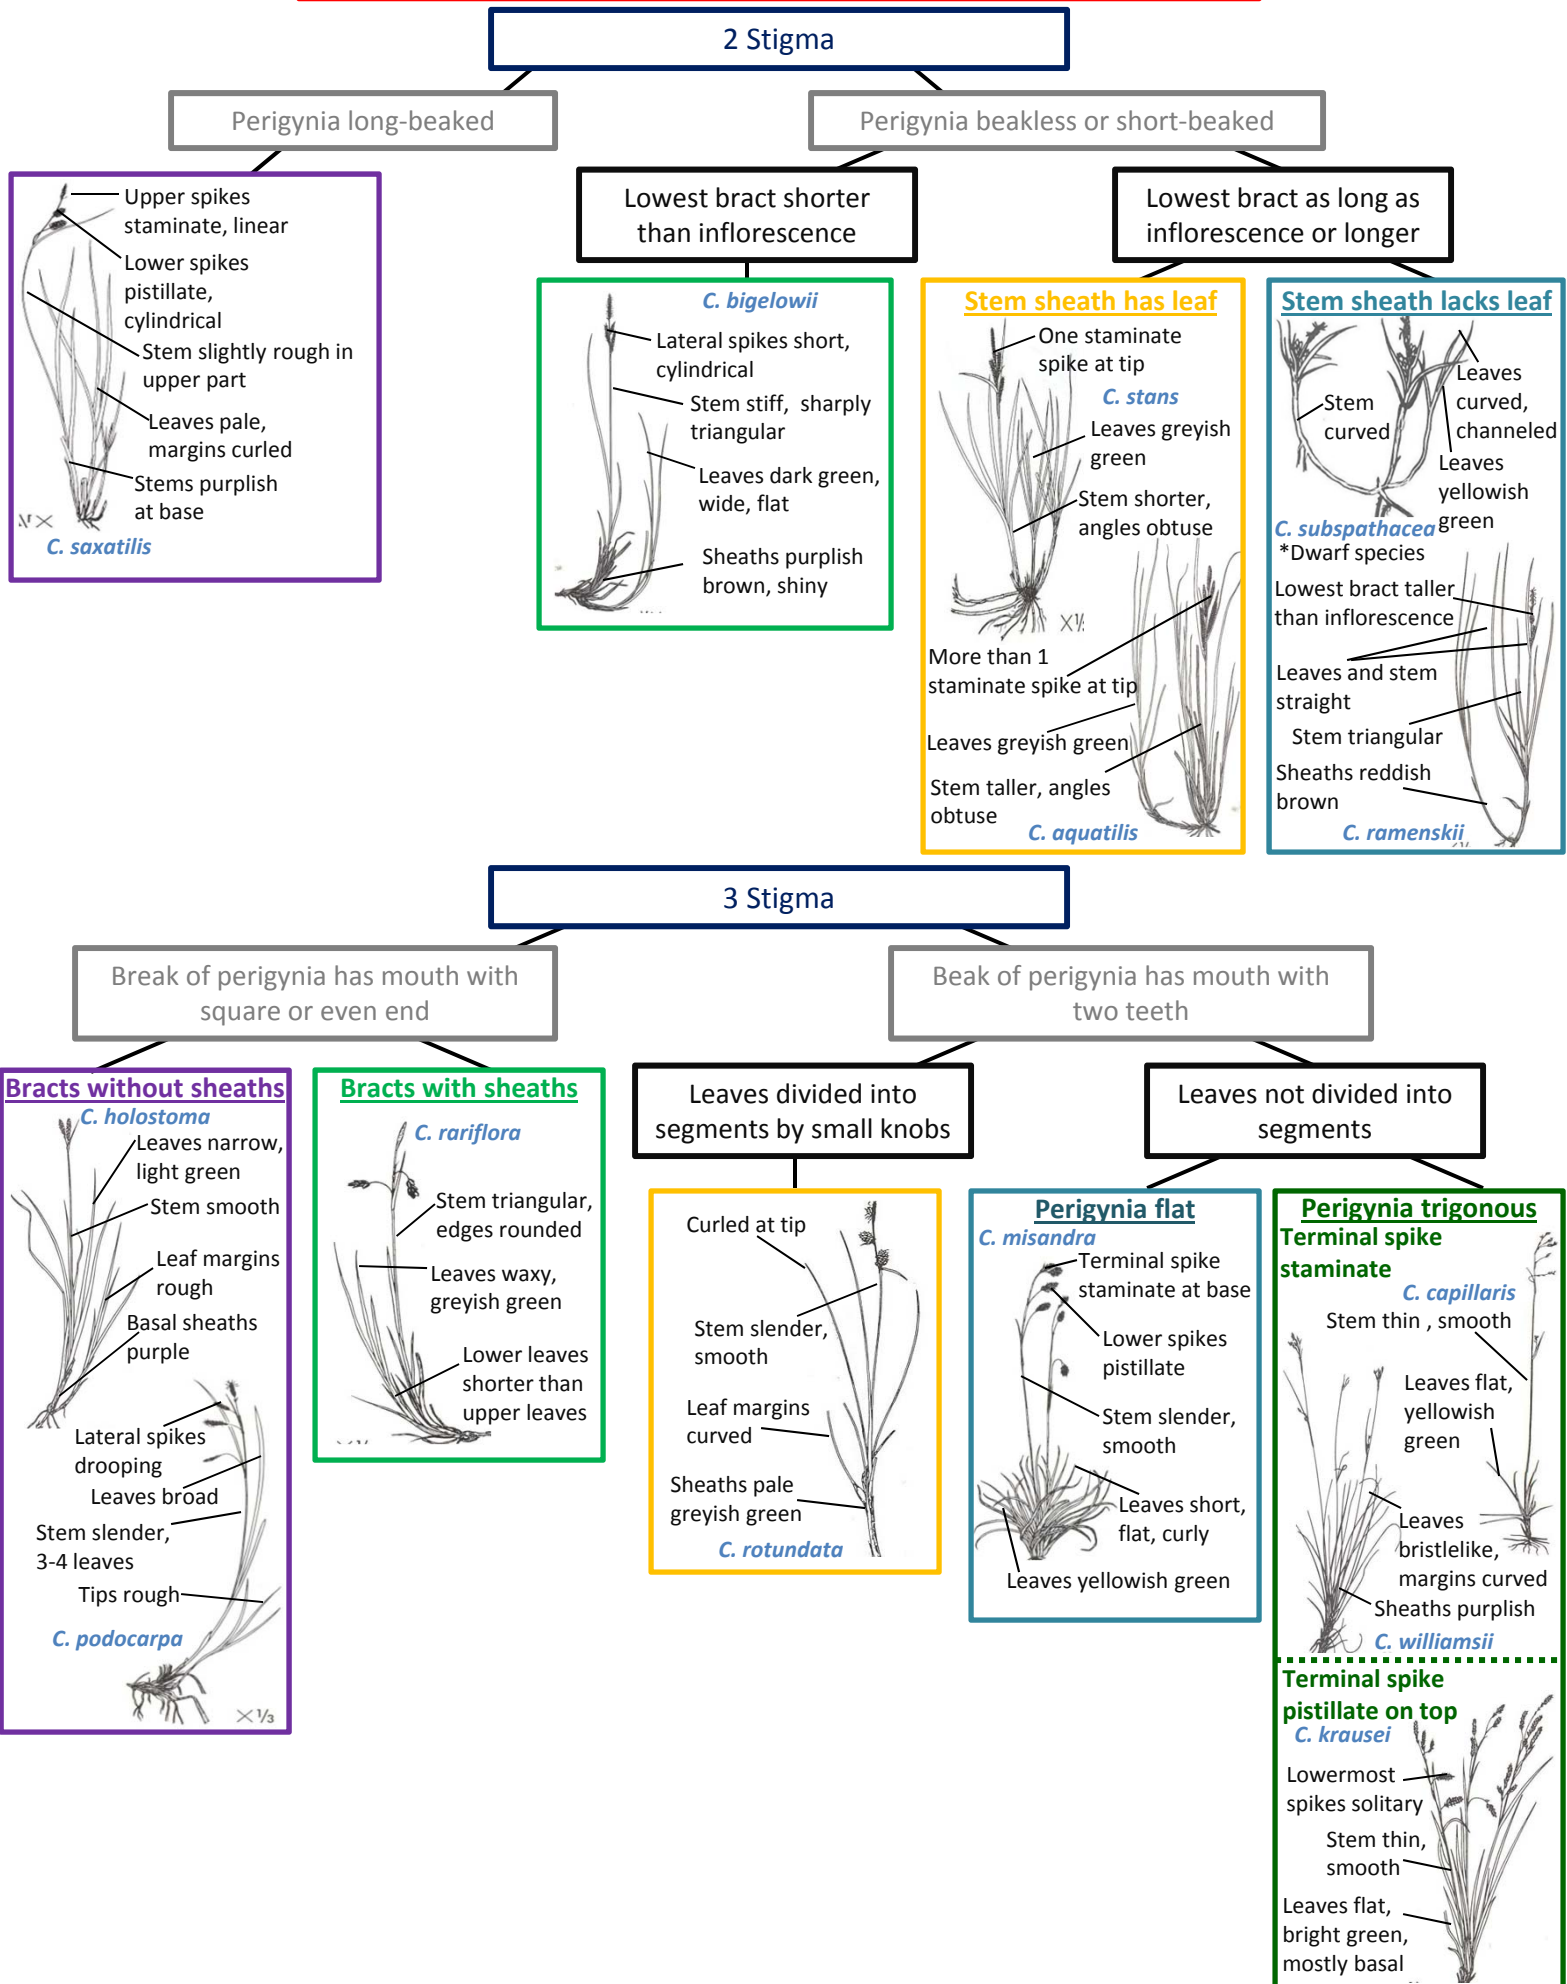 2 Stigma
Perigynia long-beaked
Perigynia beakless or short-beaked
Upper spikes
staminate, linear
Lower spikes
pistillate,
cylindrical
Stem slightly rough in
upper part
Leaves pale,
margins curled
Stems purplish
at base
C. saxatilis
Lowest bract shorter
than inflorescence
Lowest bract as long as
inflorescence or longer
C. bigelowii
Lateral spikes short,
cylindrical
Stem stiff, sharply
triangular
Leaves dark green,
wide, flat
Sheaths purplish
brown, shiny
Stem sheath has leaf
One staminate
spike at tip
C. stans
Leaves greyish
green
Stem shorter,
angles obtuse
More than 1
staminate spike at tip
Leaves greyish green
Stem taller, angles
obtuse
C. aquatilis
Stem sheath lacks leaf
Stem
curved
Leaves
curved,
channeled
Leaves
yellowish
green
C. subspathacea
*Dwarf species
Lowest bract taller
than inflorescence
Leaves and stem
straight
Stem triangular
Sheaths reddish
brown
C. ramenskii
3 Stigma
Break of perigynia has mouth with
square or even end
Beak of perigynia has mouth with
two teeth
Bracts without sheaths
C. holostoma
Leaves narrow,
light green
Stem smooth
Leaf margins
rough
Basal sheaths
purple
Lateral spikes
drooping
Leaves broad
Stem slender,
3-4 leaves
Tips rough
C. podocarpa
X 1/3
Bracts with sheaths
C. rariflora
Stem triangular,
edges rounded
Leaves waxy,
greyish green
Lower leaves
shorter than
upper leaves
Leaves divided into
segments by small knobs
Leaves not divided into
segments
Curled at tip
Stem slender,
smooth
Leaf margins
curved
Sheaths pale
greyish green
C. rotundata
Perigynia flat
C. misandra
Terminal spike
staminate at base
Lower spikes
pistillate
Stem slender,
smooth
Leaves short,
flat, curly
Leaves yellowish green
Perigynia trigonous
Terminal spike
staminate
C. capillaris
Stem thin , smooth
Leaves flat,
yellowish
green
Leaves
bristlelike,
margins curved
Sheaths purplish
C. williamsii
Terminal spike
pistillate on top
C. krausei
Lowermost
spikes solitary
Stem thin,
smooth
Leaves flat,
bright green,
mostly basal